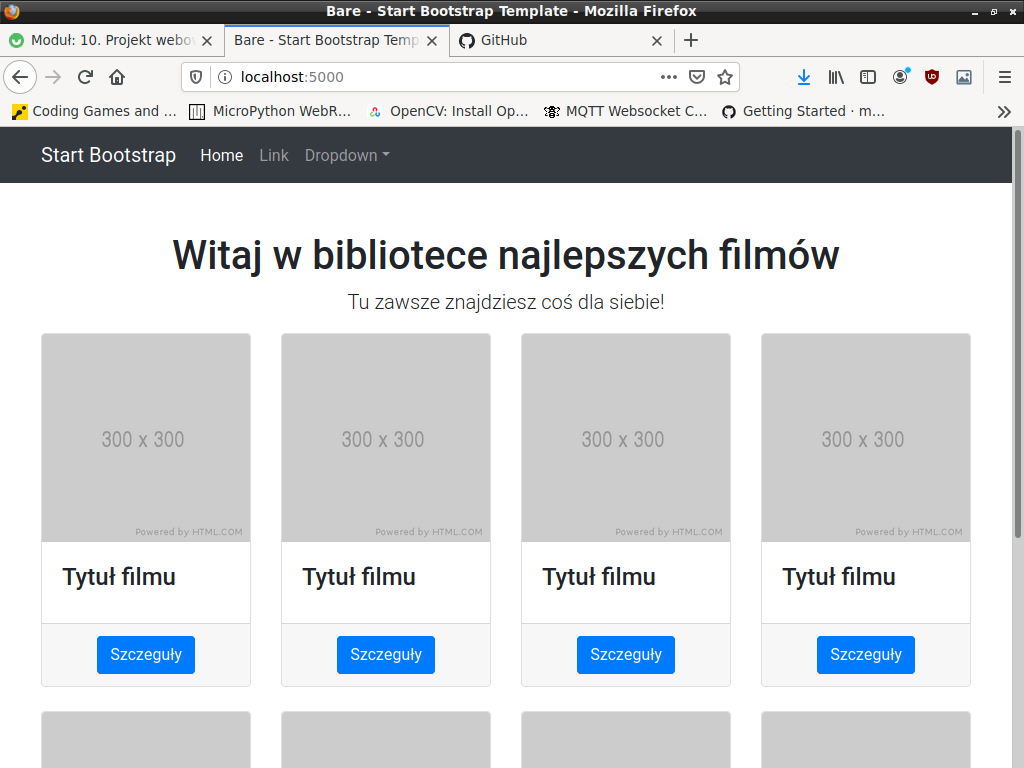 Bare - Start Bootstrap Template - Mozilla Firefox
Moduł: 10. Projekt webo
Bare - Start Bootstrap Temp
GitHub
localhost:5000
Coding Games and ...
MicroPython WebR...
OpenCV: Install Op...
MQTT Websocket C...
Getting Started · m...
Start Bootstrap
Home
Link
Dropdown
Witaj w bibliotece najlepszych filmów
Tu zawsze znajdziesz coś dla siebie!
300 x 300
300 x 300
300 x 300
300 x 300
Powered by HTML.COM
Powered by HTML.COM
Powered by HTML.COM
Powered by HTML.COM
Tytuł filmu
Tytuł filmu
Tytuł filmu
Tytuł filmu
Szczeguły
Szczeguły
Szczeguły
Szczeguły